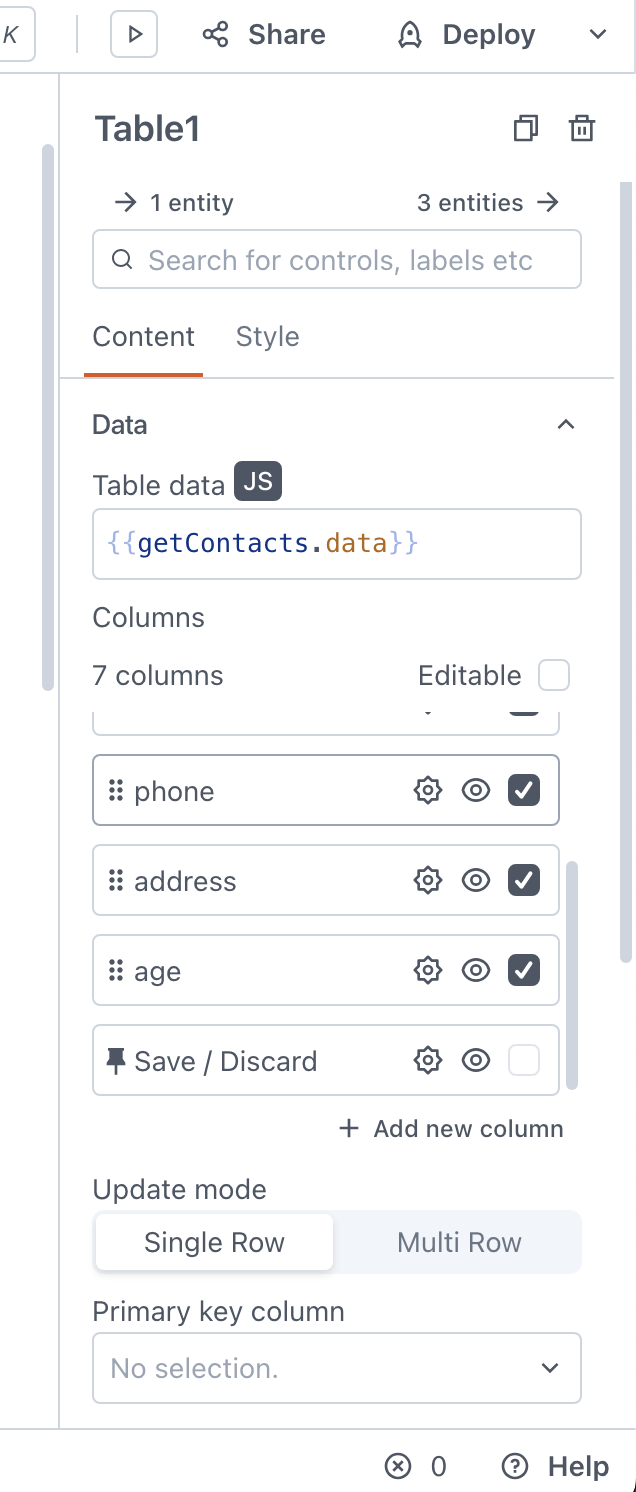 K Share Deploy
Table1
1 entity 3 entities
Search for controls, labels etc
Content Style
Data
Table data JS
{{getContacts.data}}
Columns
7 columns Editable
phone
address
age
Save / Discard
+ Add new column
Update mode
Single Row Multi Row
Primary key column
No selection.
0 Help